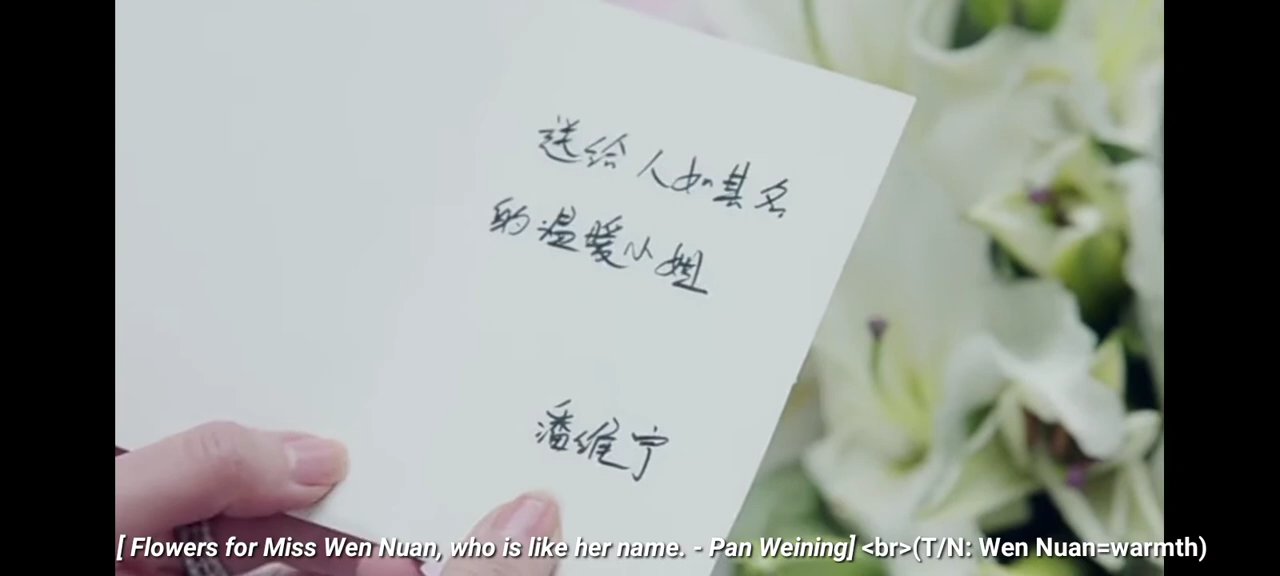 送给人如其名
的温暖小姐
潘维宁
[ Flowers for Miss Wen Nuan, who is like her name. - Pan Weining] <br>(T/N: Wen Nuan=warmth)